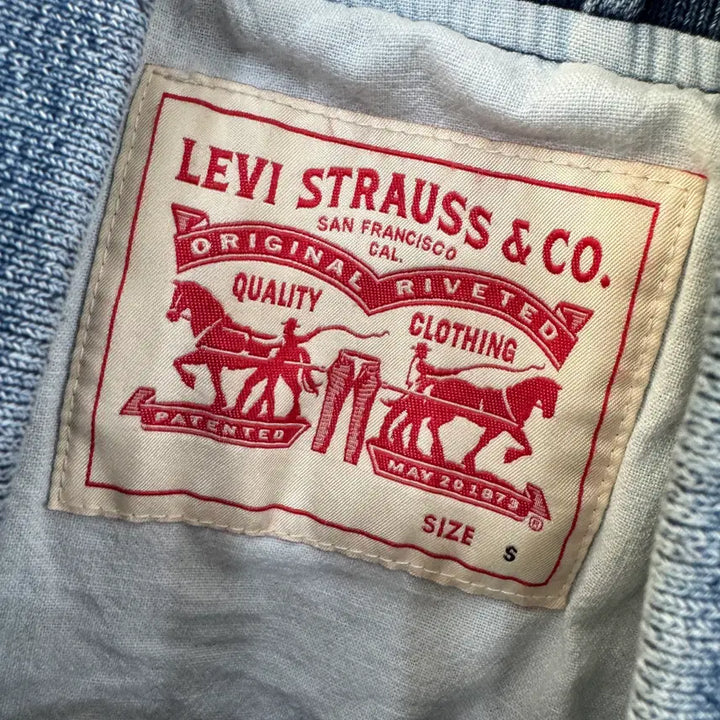 LEVI STRAUSS & CO.
SAN FRANCISCO
CAL.
ORIGINAL RIVETED
QUALITY CLOTHING
PATENTED
MAY 20 1873
®
SIZE S